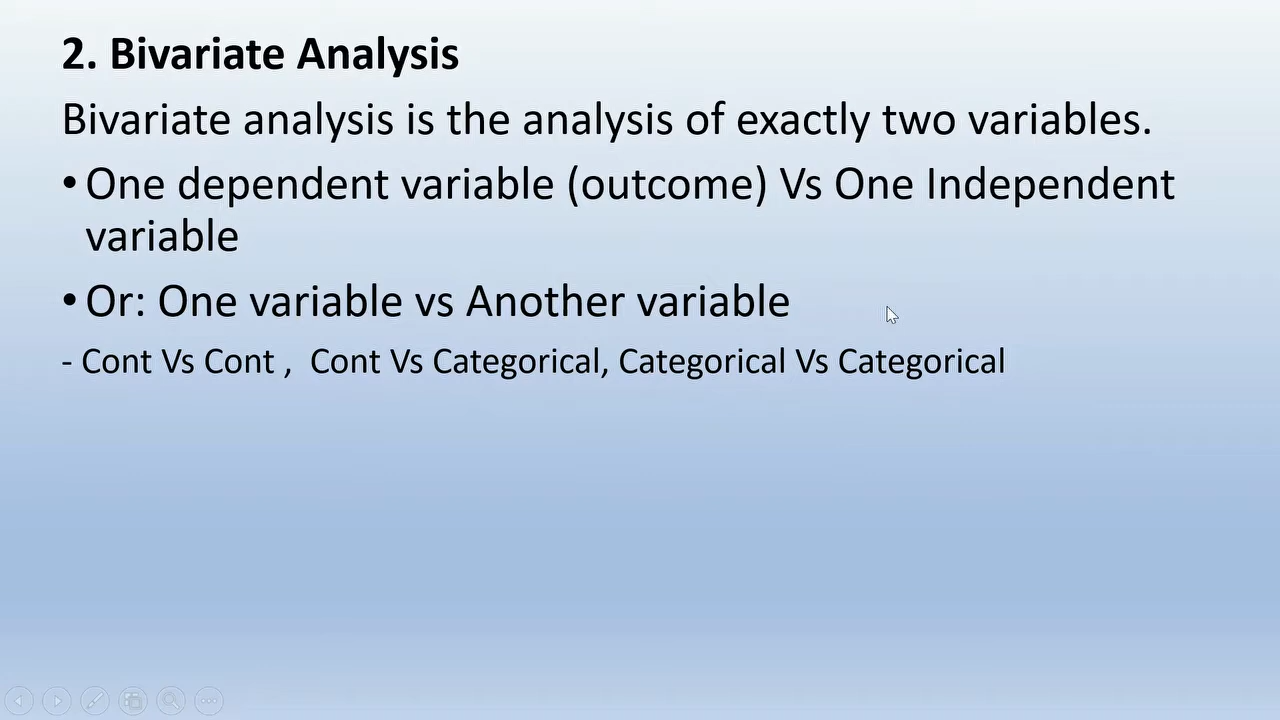 2. Bivariate Analysis
Bivariate analysis is the analysis of exactly two variables.
• One dependent variable (outcome) Vs One Independent
variable
• Or: One variable vs Another variable
- Cont Vs Cont ,  Cont Vs Categorical, Categorical Vs Categorical